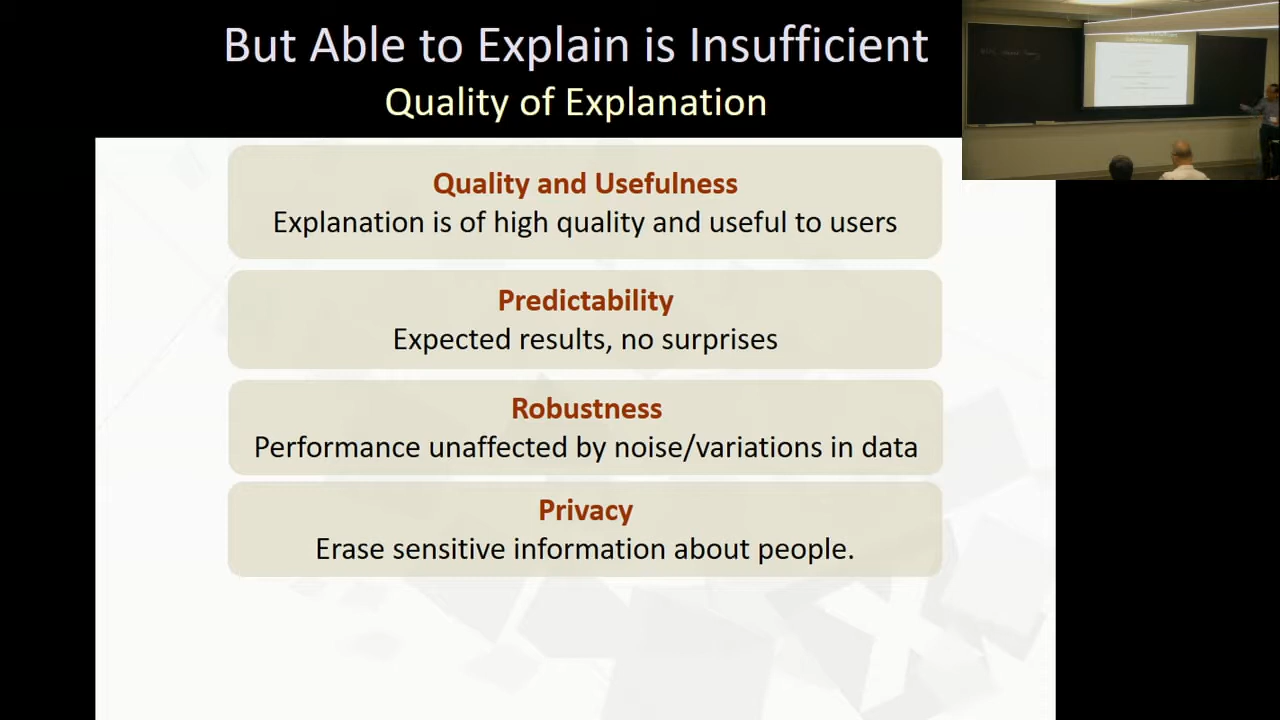 But Able to Explain is Insufficient
Quality of Explanation
Quality and Usefulness
Explanation is of high quality and useful to users
Predictability
Expected results, no surprises
Robustness
Performance unaffected by noise/variations in data
Privacy
Erase sensitive information about people.